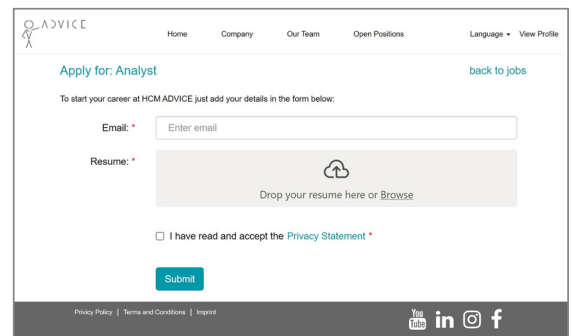 ADVICE
Home Company Our Team Open Positions Language View Profile
Apply for: Analyst back to jobs
To start your career at HCM ADVICE just add your details in the form below:
Email: * Enter email
Resume: *
Drop your resume here or Browse
I have read and accept the Privacy Statement *
Submit
Privicy Policy | Terms and Conditions | Imprint You Tube in f